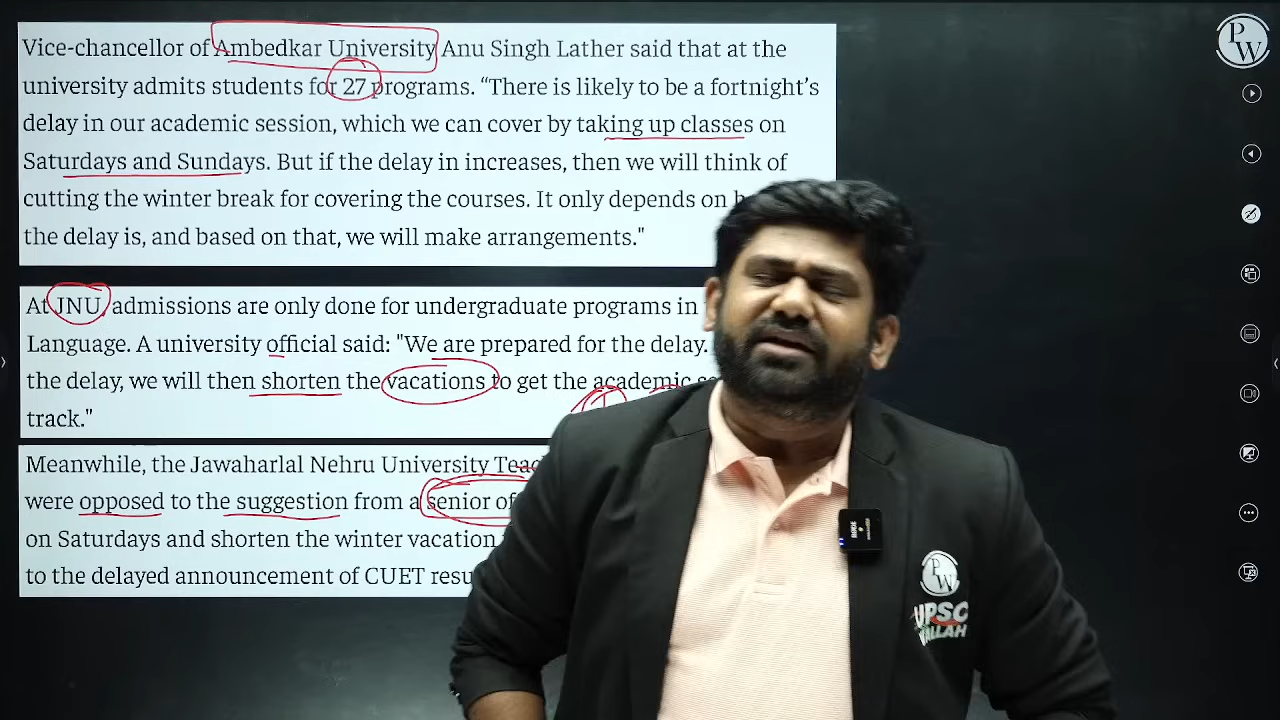 Vice-chancellor of Ambedkar University Anu Singh Lather said that at the
university admits students for 27 programs. “There is likely to be a fortnight’s
delay in our academic session, which we can cover by taking up classes on
Saturdays and Sundays. But if the delay in increases, then we will think of
cutting the winter break for covering the courses. It only depends on
the delay is, and based on that, we will make arrangements."
At JNU, admissions are only done for undergraduate programs in
Language. A university official said: "We are prepared for the delay.
the delay, we will then shorten the vacations to get the academic
track."
Meanwhile, the Jawaharlal Nehru University
were opposed to the suggestion from a senior
on Saturdays and shorten the winter vacation
to the delayed announcement of CUET
PW
PW
UPSC
WALLAH
RODE